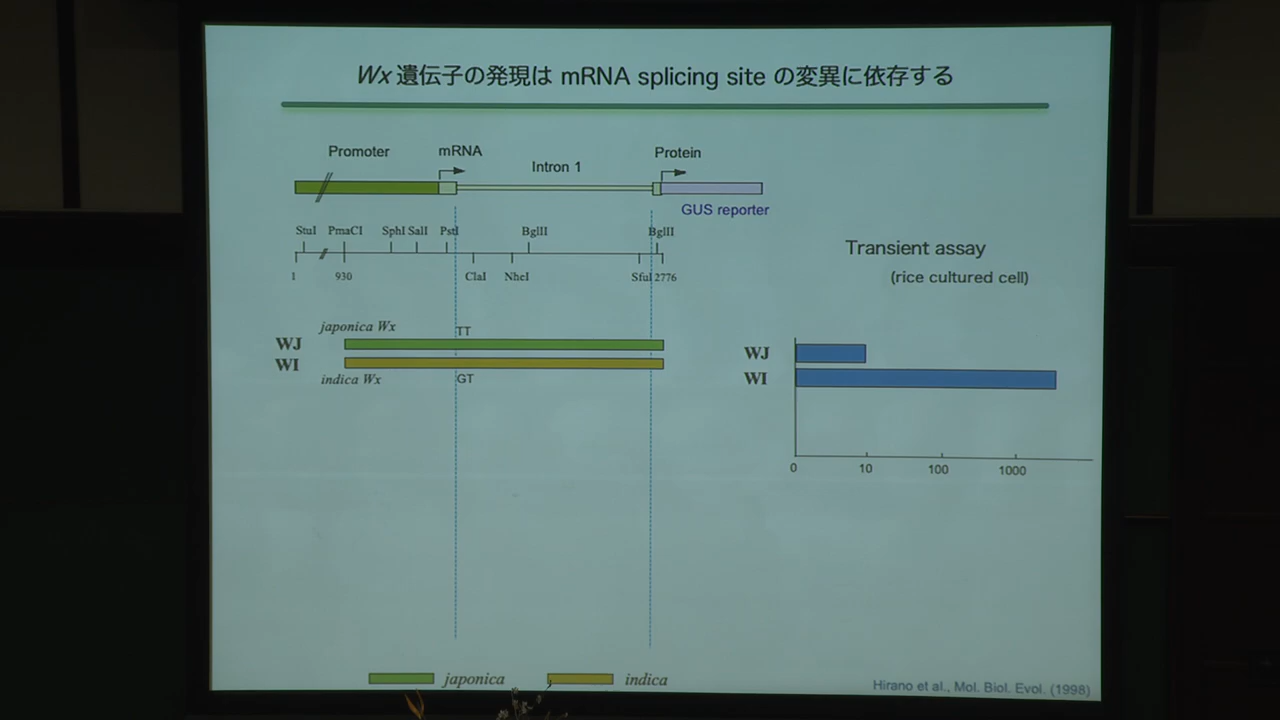 Wx 遺伝子の発現は mRNA splicing site の変異に依存する
Promoter mRNA Intron 1 Protein
GUS reporter
StuI PmaCI SphI SalI PstI BglII BglII
1 930 ClaI NheI SfuI 2776
Transient assay
(rice cultured cell)
japonica Wx TT
WJ
WI
indica Wx GT
WJ
WI
0 10 100 1000
japonica indica
Hirano et al., Mol. Biol. Evol. (1998)